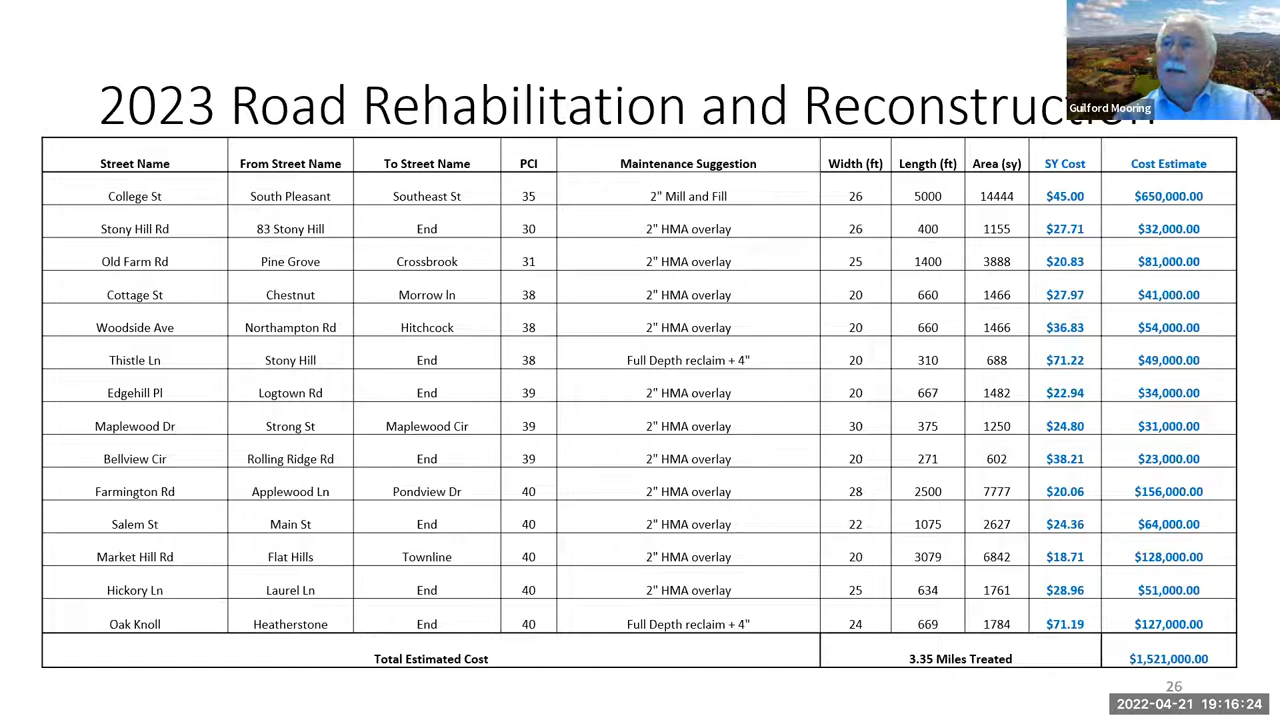 2023 Road Rehabilitation and Reconstruction
Guilford Mooring
Street Name From Street Name To Street Name PCI Maintenance Suggestion Width (ft) Length (ft) Area (sy) SY Cost Cost Estimate
College St South Pleasant Southeast St 35 2" Mill and Fill 26 5000 14444 $45.00 $650,000.00
Stony Hill Rd 83 Stony Hill End 30 2" HMA overlay 26 400 1155 $27.71 $32,000.00
Old Farm Rd Pine Grove Crossbrook 31 2" HMA overlay 25 1400 3888 $20.83 $81,000.00
Cottage St Chestnut Morrow ln 38 2" HMA overlay 20 660 1466 $27.97 $41,000.00
Woodside Ave Northampton Rd Hitchcock 38 2" HMA overlay 20 660 1466 $36.83 $54,000.00
Thistle Ln Stony Hill End 38 Full Depth reclaim + 4" 20 310 688 $71.22 $49,000.00
Edgehill Pl Logtown Rd End 39 2" HMA overlay 20 667 1482 $22.94 $34,000.00
Maplewood Dr Strong St Maplewood Cir 39 2" HMA overlay 30 375 1250 $24.80 $31,000.00
Bellview Cir Rolling Ridge Rd End 39 2" HMA overlay 20 271 602 $38.21 $23,000.00
Farmington Rd Applewood Ln Pondview Dr 40 2" HMA overlay 28 2500 7777 $20.06 $156,000.00
Salem St Main St End 40 2" HMA overlay 22 1075 2627 $24.36 $64,000.00
Market Hill Rd Flat Hills Townline 40 2" HMA overlay 20 3079 6842 $18.71 $128,000.00
Hickory Ln Laurel Ln End 40 2" HMA overlay 25 634 1761 $28.96 $51,000.00
Oak Knoll Heatherstone End 40 Full Depth reclaim + 4" 24 669 1784 $71.19 $127,000.00
Total Estimated Cost 3.35 Miles Treated $1,521,000.00
26
2022-04-21 19:16:24